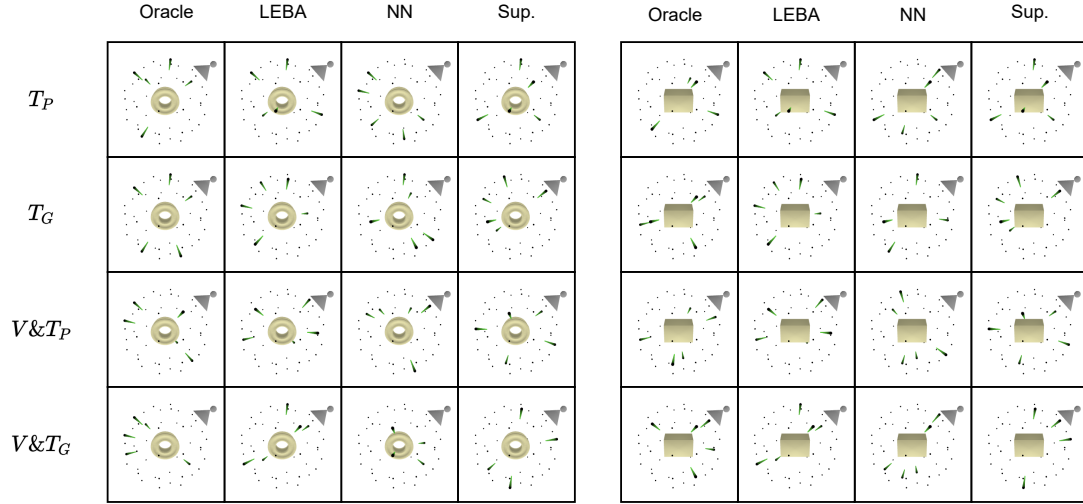 Oracle LEBA NN Sup. Oracle LEBA NN Sup.
T_P
T_G
V&T_P
V&T_G